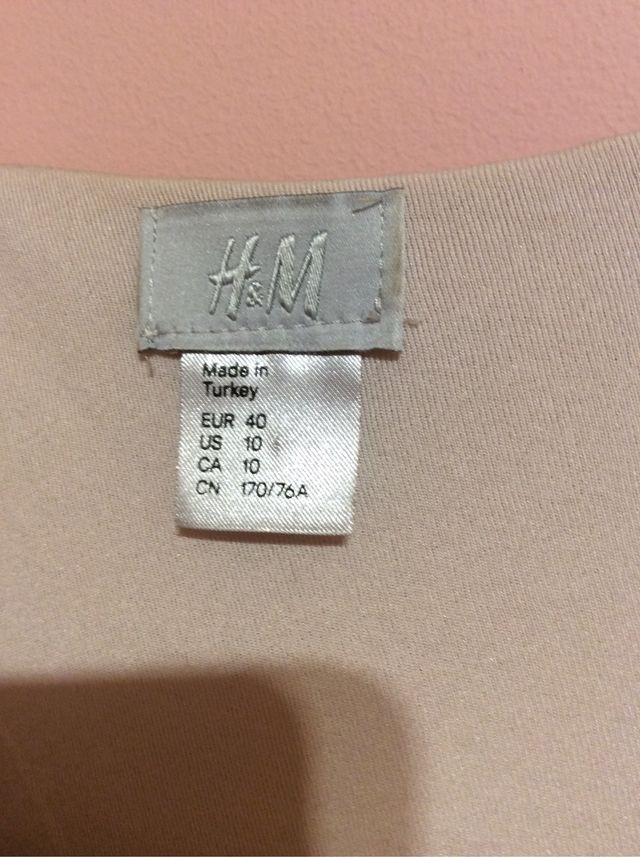 H&M
Made in
Turkey
EUR 40
US 10
CA 10
CN 170/76A